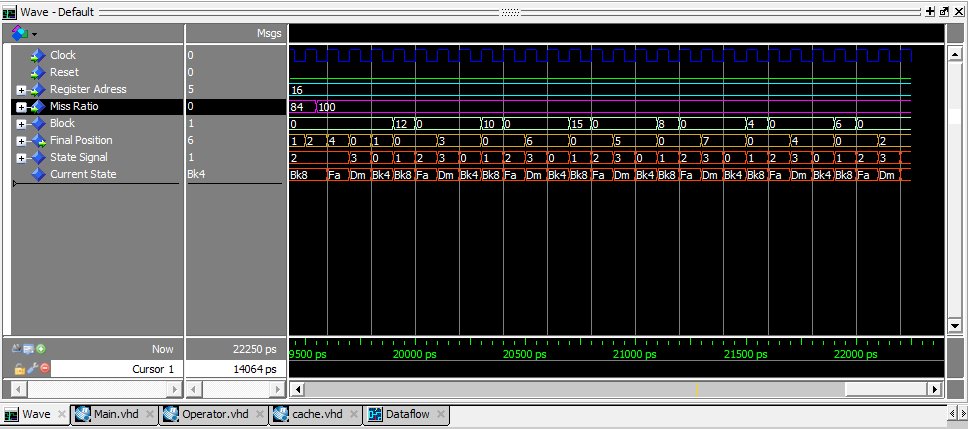 Wave - Default
Msgs
Clock 0
Reset 0
Register Adress 5 16
Miss Ratio 0 84 100
Block 1 0 12 0 10 0 15 0 8 0 4 0 6 0
Final Position 6 1 2 4 0 1 0 3 0 6 0 5 0 7 0 4 0 2
State Signal 1 2 3 0 1 2 3 0 1 2 3 0 1 2 3 0 1 2 3 0 1 2 3 0 1 2 3
Current State Bk4 Bk8 Fa Dm Bk4 Bk8 Fa Dm Bk4 Bk8 Fa Dm Bk4 Bk8 Fa Dm Bk4 Bk8 Fa Dm Bk4 Bk8 Fa Dm Bk4 Bk8 Fa Dm
Now 22250 ps 9500 ps 20000 ps 20500 ps 21000 ps 21500 ps 22000 ps
Cursor 1 14064 ps
Wave Main.vhd Operator.vhd cache.vhd Dataflow